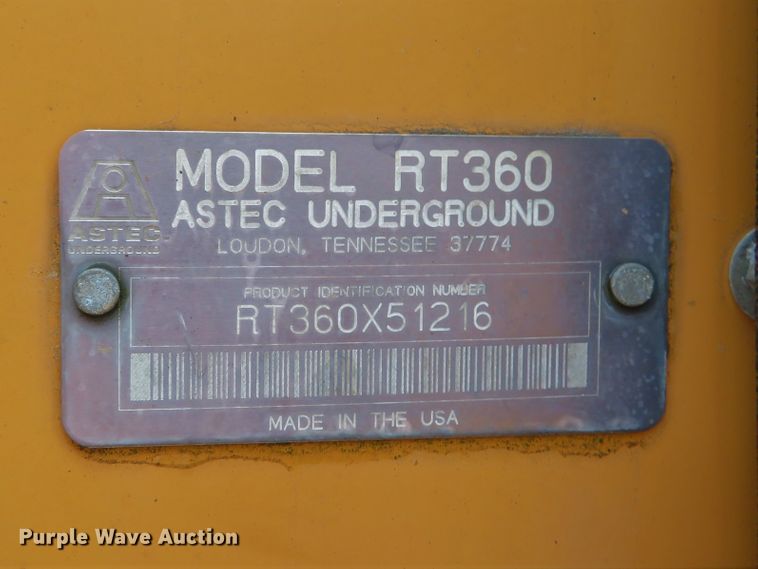 MODEL RT360
ASTEC UNDERGROUND
LOUDON, TENNESSEE 37774
ASTEC
UNDERGROUND
PRODUCT IDENTIFICATION NUMBER
RT360X51216
MADE IN THE USA
Purple Wave Auction